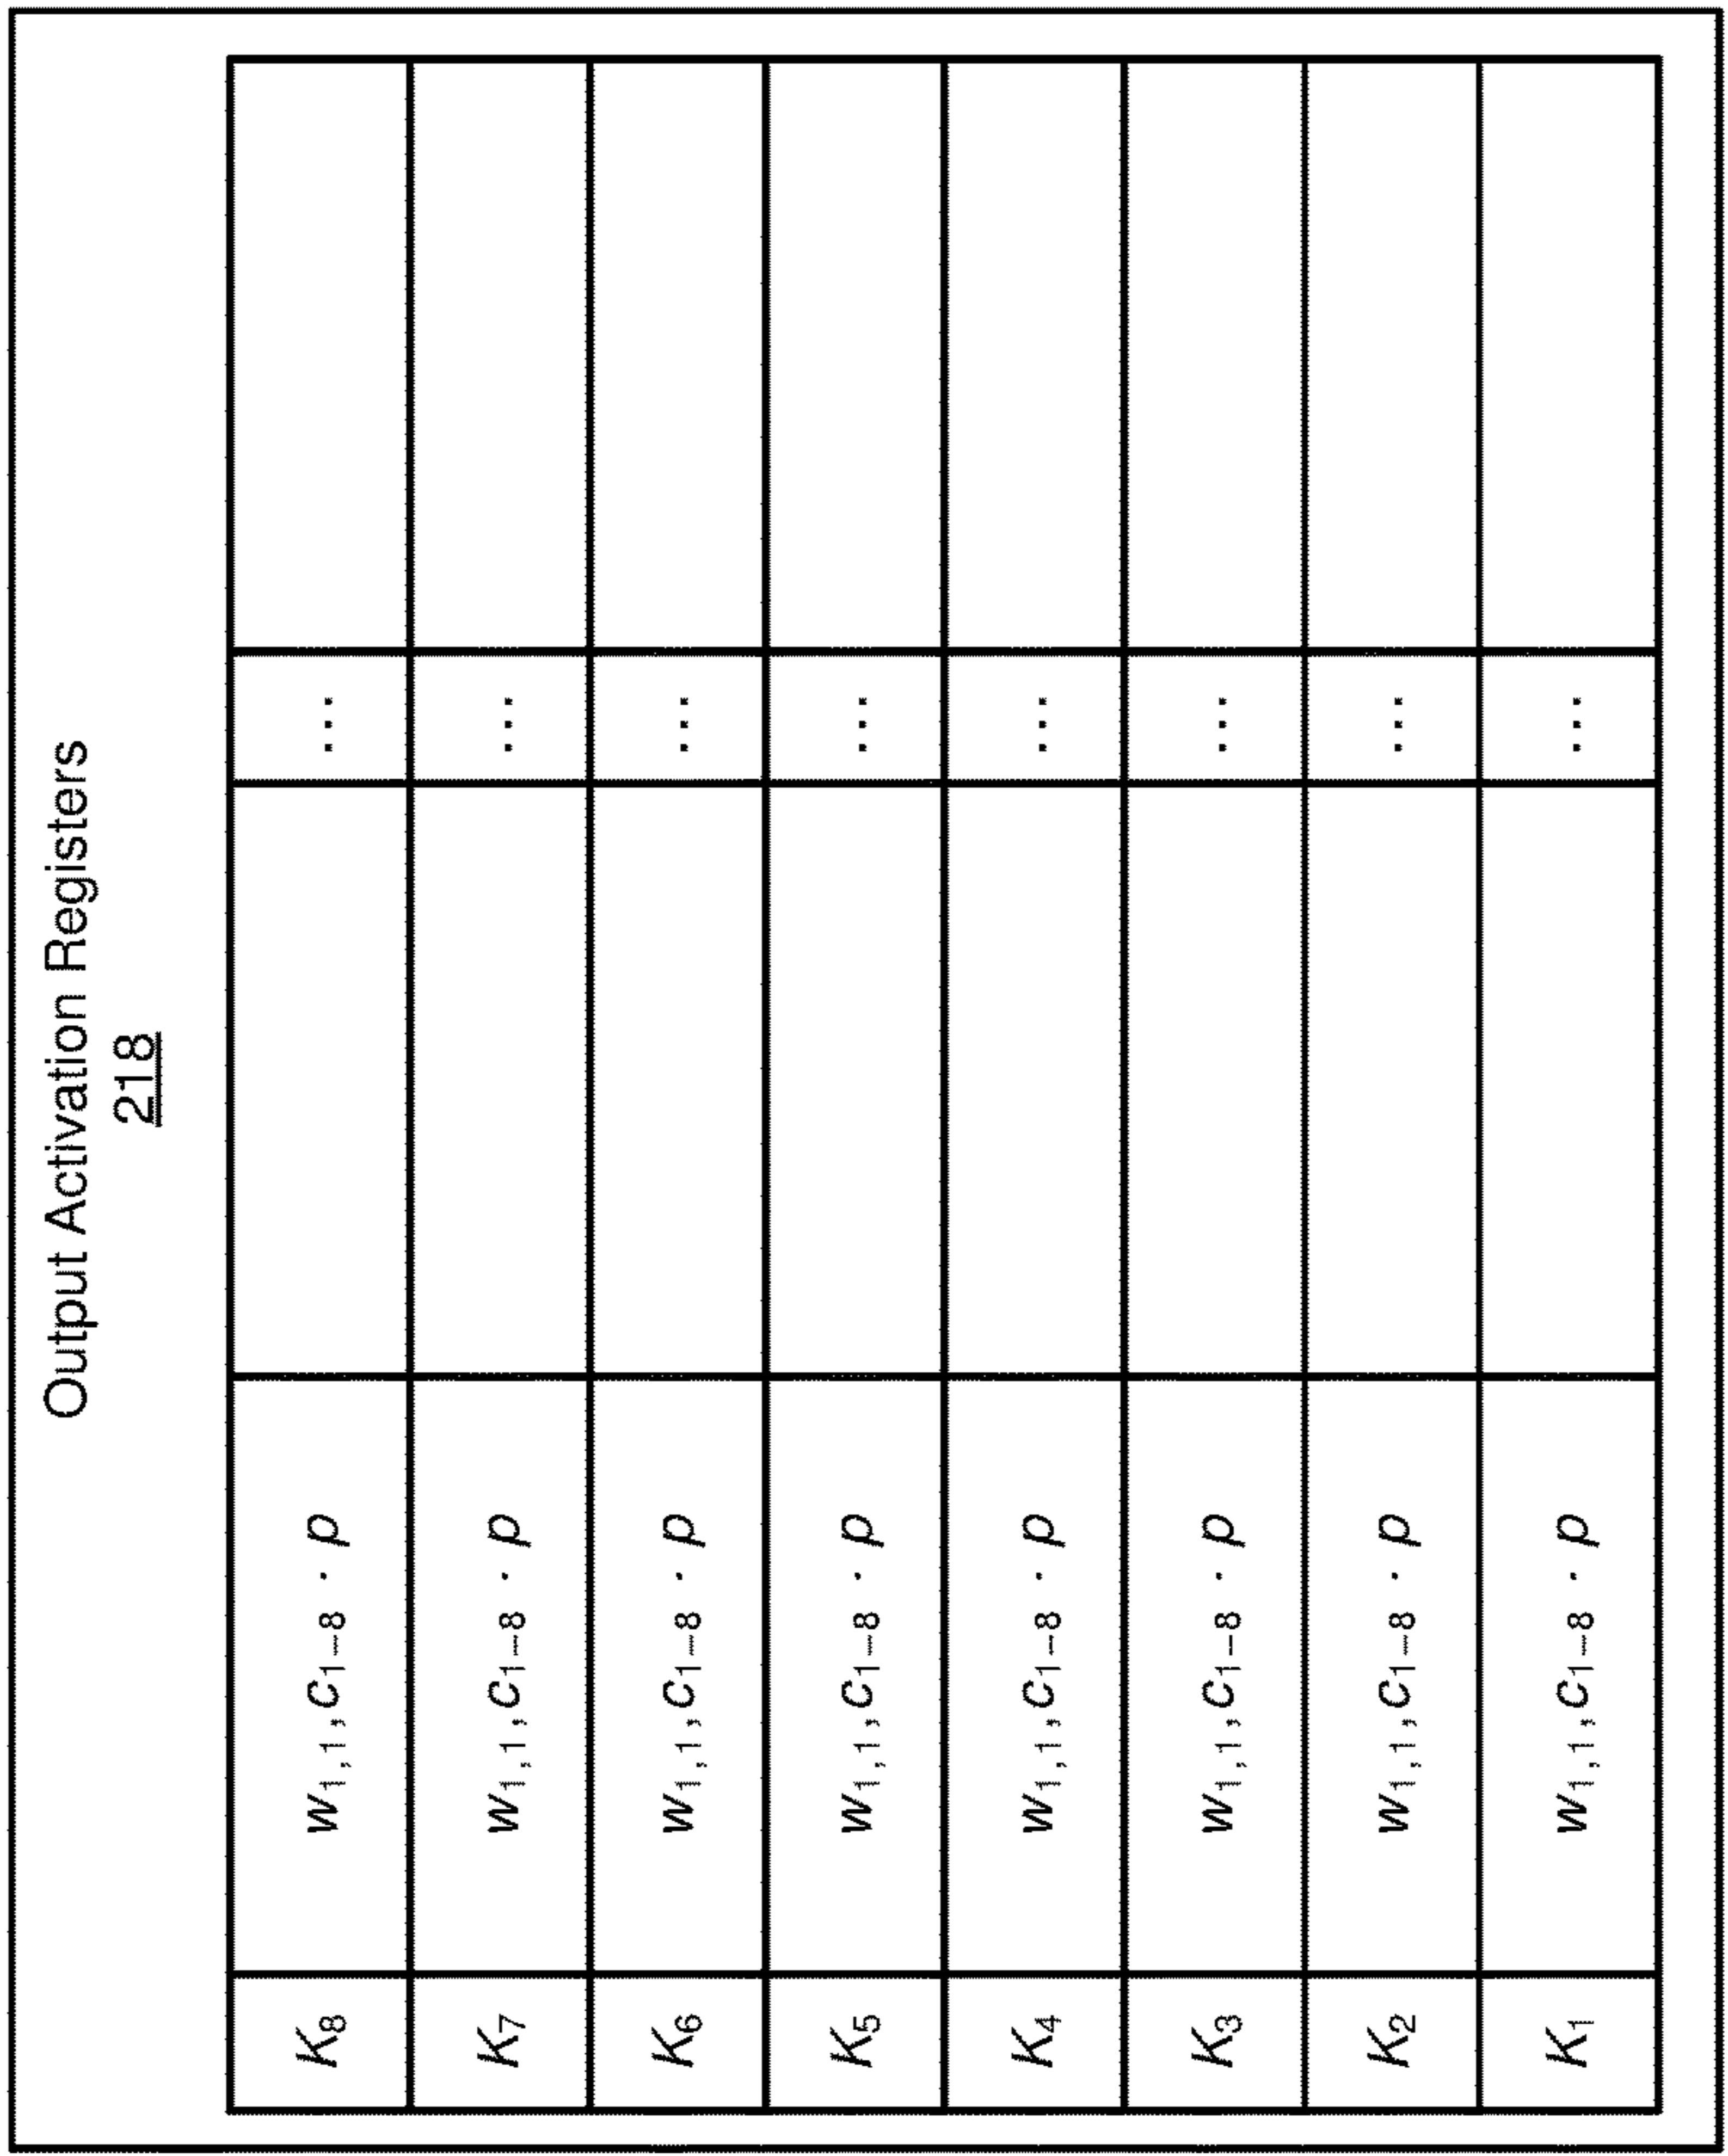 Output Activation Registers
218
K₈ w₁,₁,c₁₋₈ · p ...
K₇ w₁,₁,c₁₋₈ · p ...
K₆ w₁,₁,c₁₋₈ · p ...
K₅ w₁,₁,c₁₋₈ · p ...
K₄ w₁,₁,c₁₋₈ · p ...
K₃ w₁,₁,c₁₋₈ · p ...
K₂ w₁,₁,c₁₋₈ · p ...
K₁ w₁,₁,c₁₋₈ · p ...